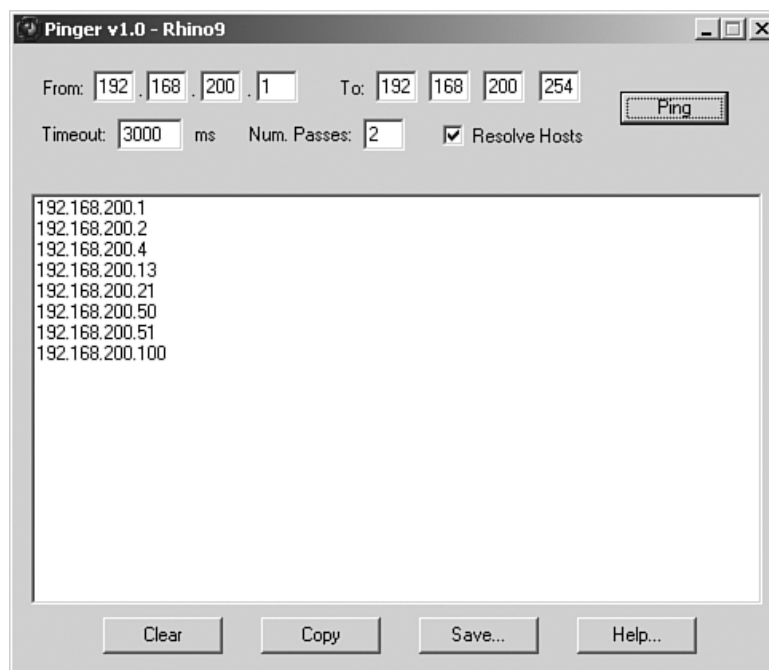 Pinger v1.0 - Rhino9
From: 192 . 168 . 200 . 1 To: 192 168 200 254
Ping
Timeout: 3000 ms Num. Passes: 2 Resolve Hosts
192.168.200.1
192.168.200.2
192.168.200.4
192.168.200.13
192.168.200.21
192.168.200.50
192.168.200.51
192.168.200.100
Clear Copy Save... Help...